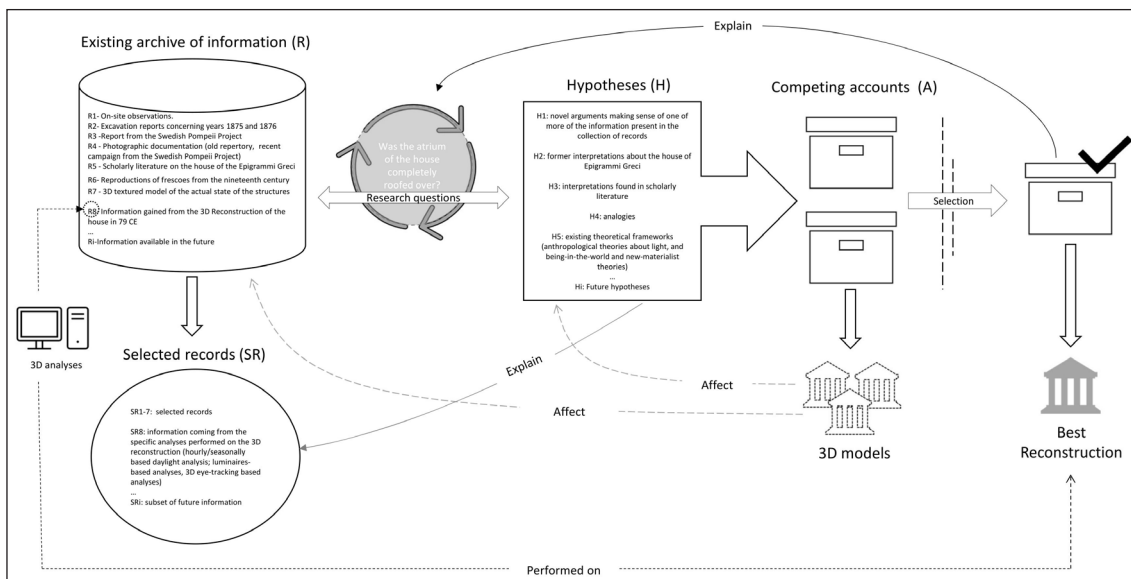 Explain
Existing archive of information (R)
R1- On-site observations.
R2- Excavation reports concerning years 1875 and 1876
R3 -Report from the Swedish Pompeii Project
R4 - Photographic documentation (old repertory, recent
campaign from the Swedish Pompeii Project)
R5 - Scholarly literature on the house of the Epigrammi Greci
R6- Reproductions of frescoes from the nineteenth century
R7 - 3D textured model of the actual state of the structures
R8- Information gained from the 3D Reconstruction of the
house in 79 CE
...
Ri-Information available in the future
Was the atrium
of the house
completely
roofed over?
Research questions
Hypotheses (H)
H1: novel arguments making sense of one of
more of the information present in the
collection of records
H2: former interpretations about the house of
Epigrammi Greci
H3: interpretations found in scholarly
literature
H4: analogies
H5: existing theoretical frameworks
(anthropological theories about light, and
being-in-the-world and new-materialist
theories)
...
Hi: Future hypotheses
Competing accounts (A)
Selection
3D analyses
Selected records (SR)
SR1-7: selected records
SR8: information coming from the
specific analyses performed on the 3D
reconstruction (hourly/seasonally
based daylight analysis; luminaires-
based analyses, 3D eye-tracking based
analyses)
...
SRi: subset of future information
Explain
Affect
Affect
3D models
Best
Reconstruction
Performed on